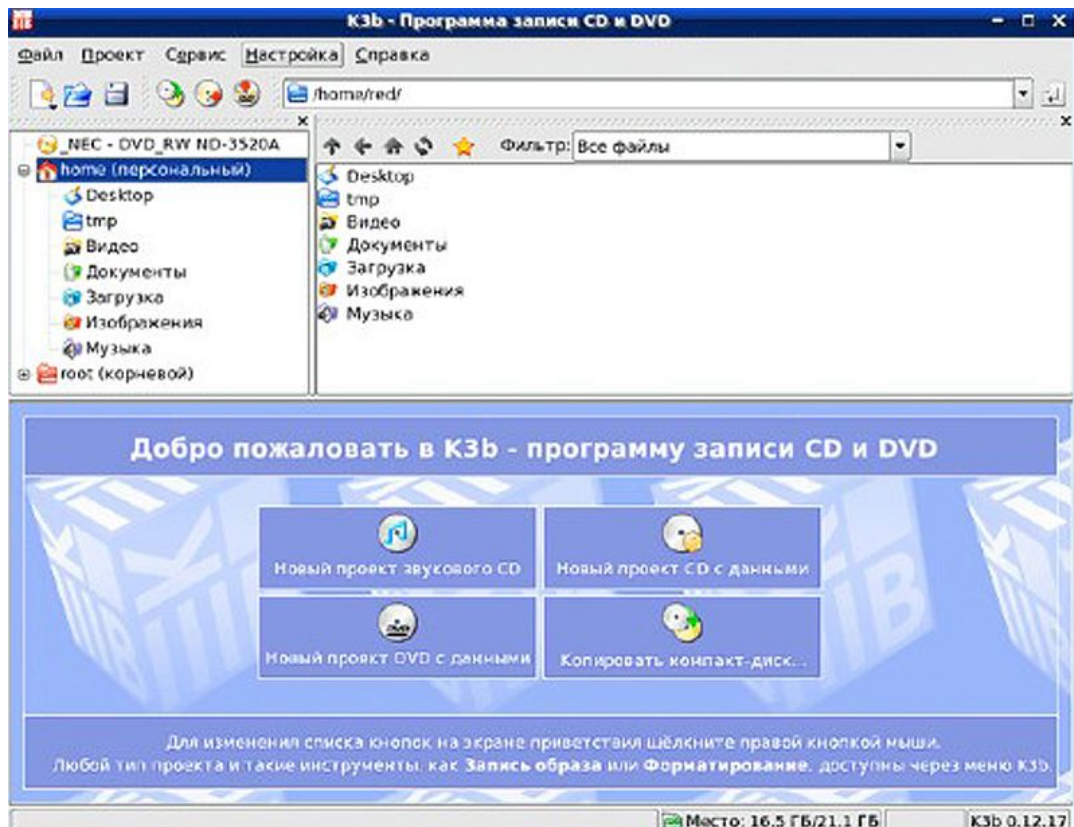 K3b - Программа записи CD и DVD
Файл Проект Сервис Настройка Справка
/home/red/
_NEC - DVD_RW ND-3520A
home (персональный)
Desktop
tmp
Видео
Документы
Загрузка
Изображения
Музыка
root (корневой)
Фильтр: Все файлы
Desktop
tmp
Видео
Документы
Загрузка
Изображения
Музыка
Добро пожаловать в K3b - программу записи CD и DVD
Новый проект звукового CD
Новый проект CD с данными
Новый проект DVD с данными
Копировать компакт-диск...
Для изменения списка кнопок на экране приветствия щёлкните правой кнопкой мыши.
Любой тип проекта и такие инструменты, как Запись образа или Форматирование, доступны через меню K3b.
Место: 16.5 ГБ/21.1 ГБ
K3b 0.12.17